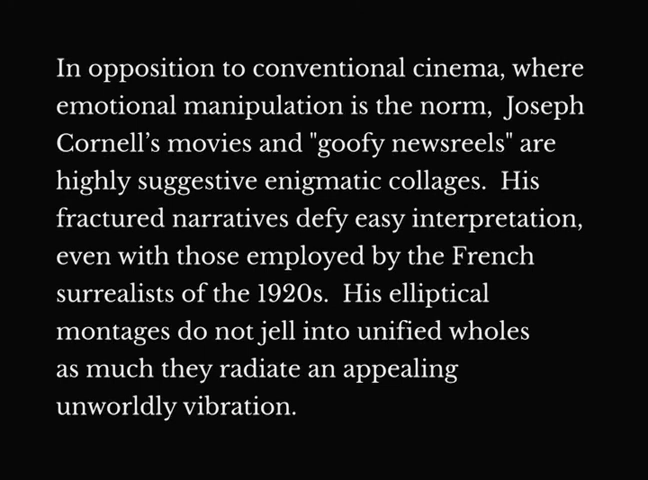 In opposition to conventional cinema, where
emotional manipulation is the norm,  Joseph
Cornell’s movies and "goofy newsreels" are
highly suggestive enigmatic collages.  His
fractured narratives defy easy interpretation,
even with those employed by the French
surrealists of the 1920s.  His elliptical
montages do not jell into unified wholes
as much they radiate an appealing
unworldly vibration.